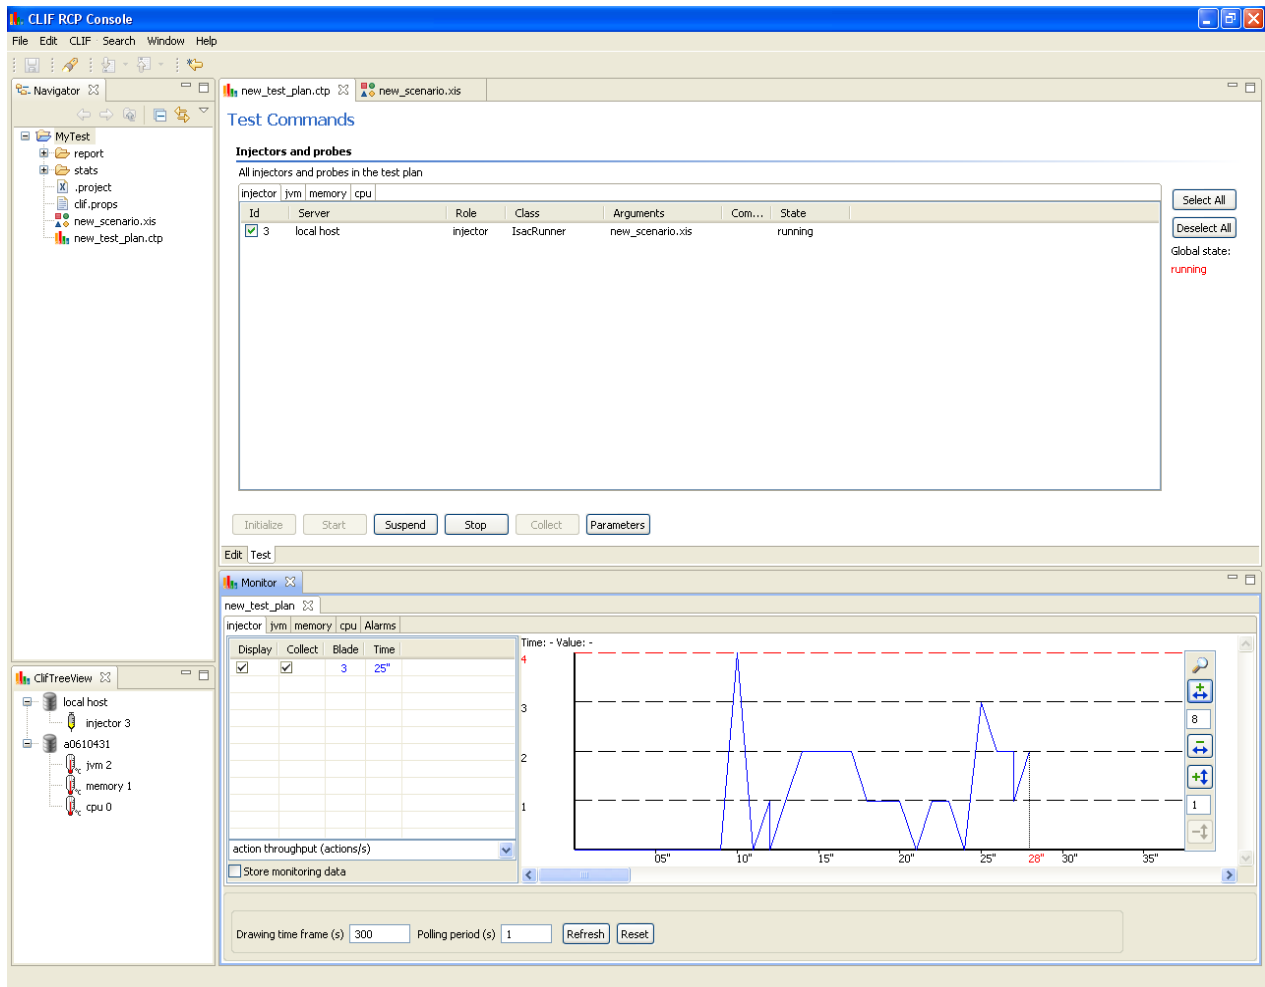 CLIF RCP Console
File Edit CLIF Search Window Help
Navigator
MyTest
report
stats
.project
clif.props
new_scenario.xis
new_test_plan.ctp
new_test_plan.ctp new_scenario.xis
Test Commands
Injectors and probes
All injectors and probes in the test plan
injector jvm memory cpu
Id Server Role Class Arguments Com... State
3 local host injector IsacRunner new_scenario.xis running
Select All
Deselect All
Global state:
running
Initialize Start Suspend Stop Collect Parameters
Edit Test
ClifTreeView
local host
injector 3
a0610431
jvm 2
memory 1
cpu 0
Monitor
new_test_plan
injector jvm memory cpu Alarms
Display Collect Blade Time
3 25"
action throughput (actions/s)
Store monitoring data
Time: - Value: -
4
3
2
1
05" 10" 15" 20" 25" 28" 30" 35"
8
1
Drawing time frame (s) 300 Polling period (s) 1 Refresh Reset